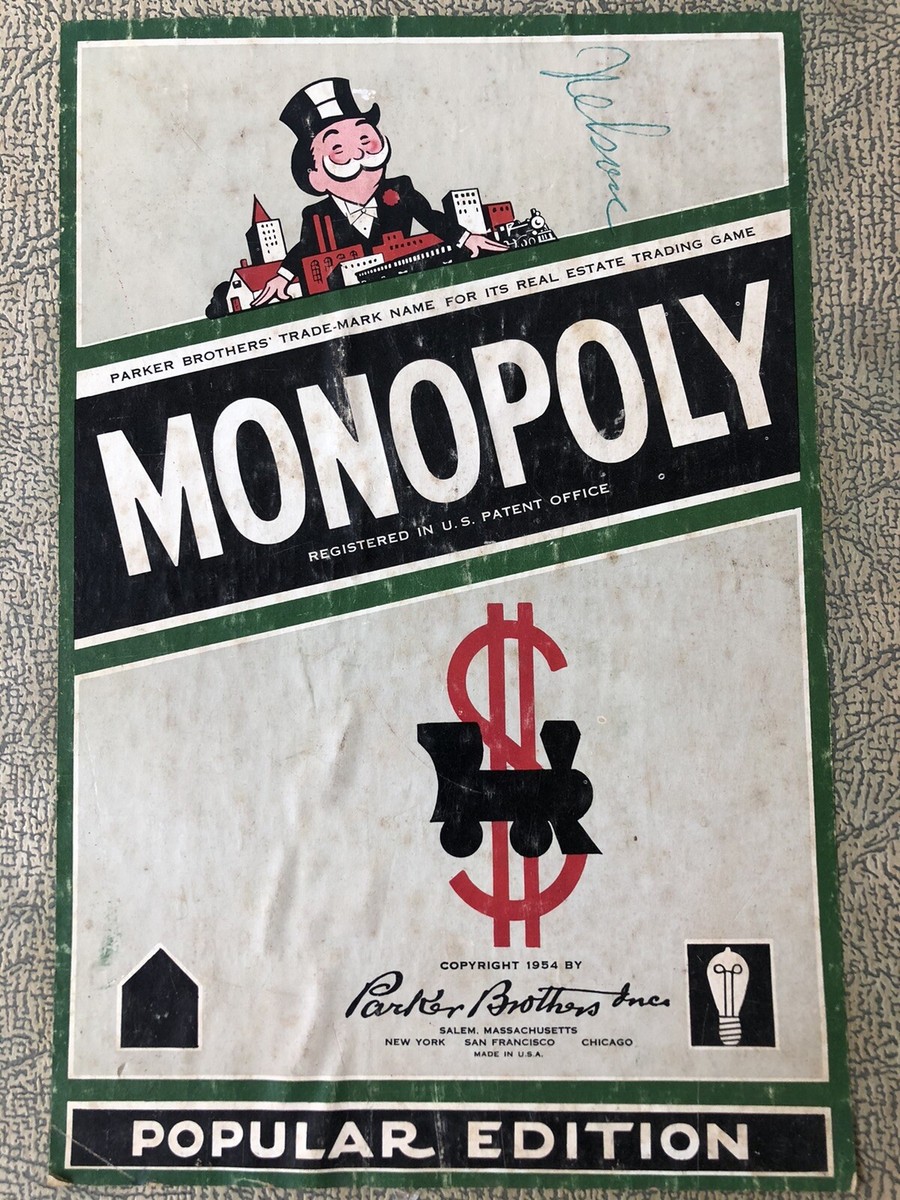 Nelson
PARKER BROTHERS' TRADE-MARK NAME FOR ITS REAL ESTATE TRADING GAME
MONOPOLY
REGISTERED IN U.S. PATENT OFFICE
COPYRIGHT 1954 BY
Parker Brothers Inc.
SALEM, MASSACHUSETTS
NEW YORK SAN FRANCISCO CHICAGO
MADE IN U.S.A.
POPULAR EDITION